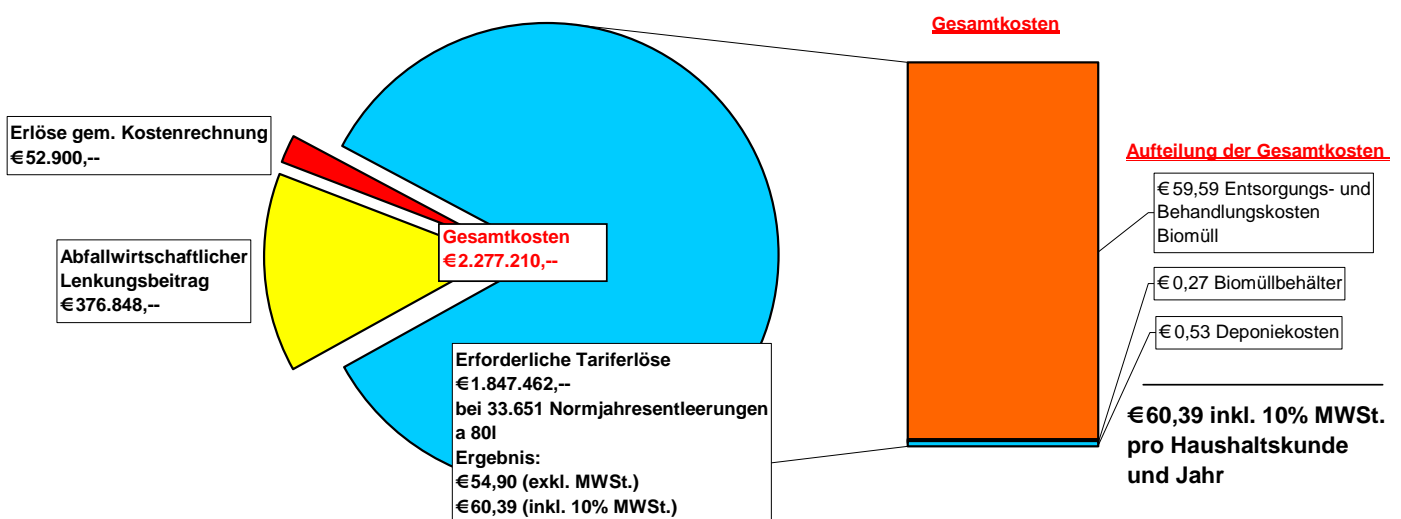 Gesamtkosten
Erlöse gem. Kostenrechnung
€ 52.900,--
Abfallwirtschaftlicher
Lenkungsbeitrag
€ 376.848,--
Gesamtkosten
€ 2.277.210,--
Erforderliche Tariferlöse
€ 1.847.462,--
bei 33.651 Normjahresentleerungen
a 80l
Ergebnis:
€ 54,90 (exkl. MWSt.)
€ 60,39 (inkl. 10% MWSt.)
Aufteilung der Gesamtkosten
€ 59,59 Entsorgungs- und
Behandlungskosten
Biomüll
€ 0,27 Biomüllbehälter
€ 0,53 Deponiekosten
€ 60,39 inkl. 10% MWSt.
pro Haushaltskunde
und Jahr